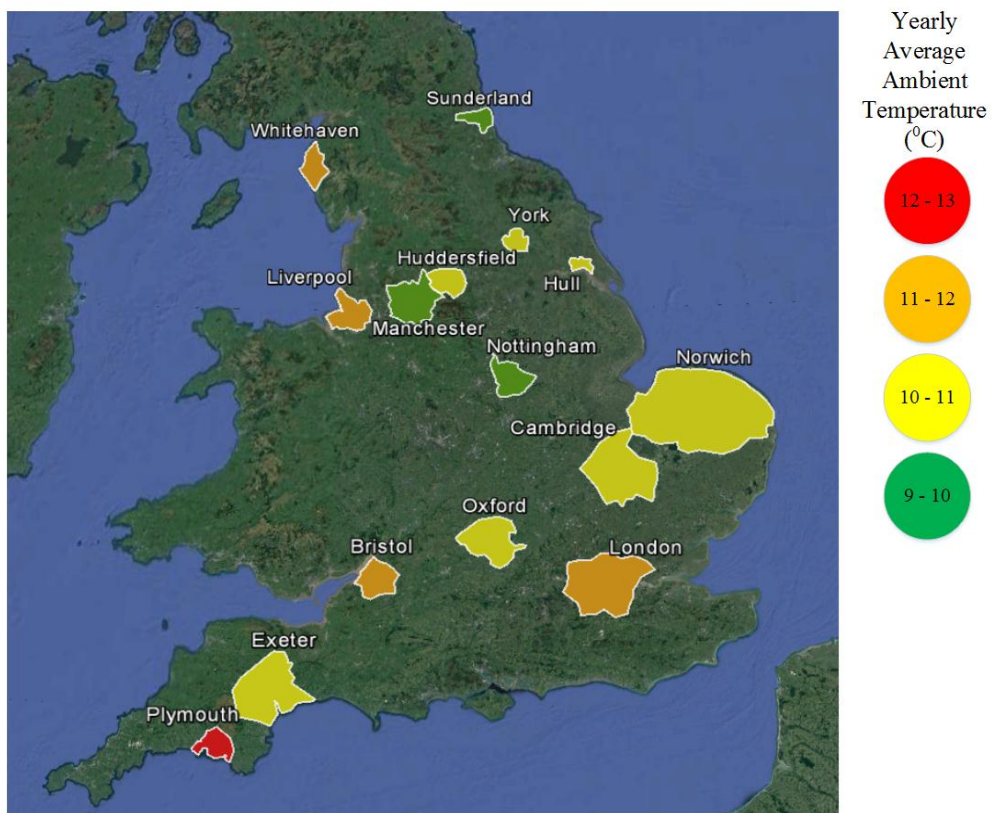 Yearly
Average
Ambient
Temperature
(⁰C)
12 - 13
11 - 12
10 - 11
9 - 10
Sunderland
Whitehaven
York
Huddersfield
Liverpool
Hull
Manchester
Nottingham
Norwich
Cambridge
Oxford
Bristol
London
Exeter
Plymouth